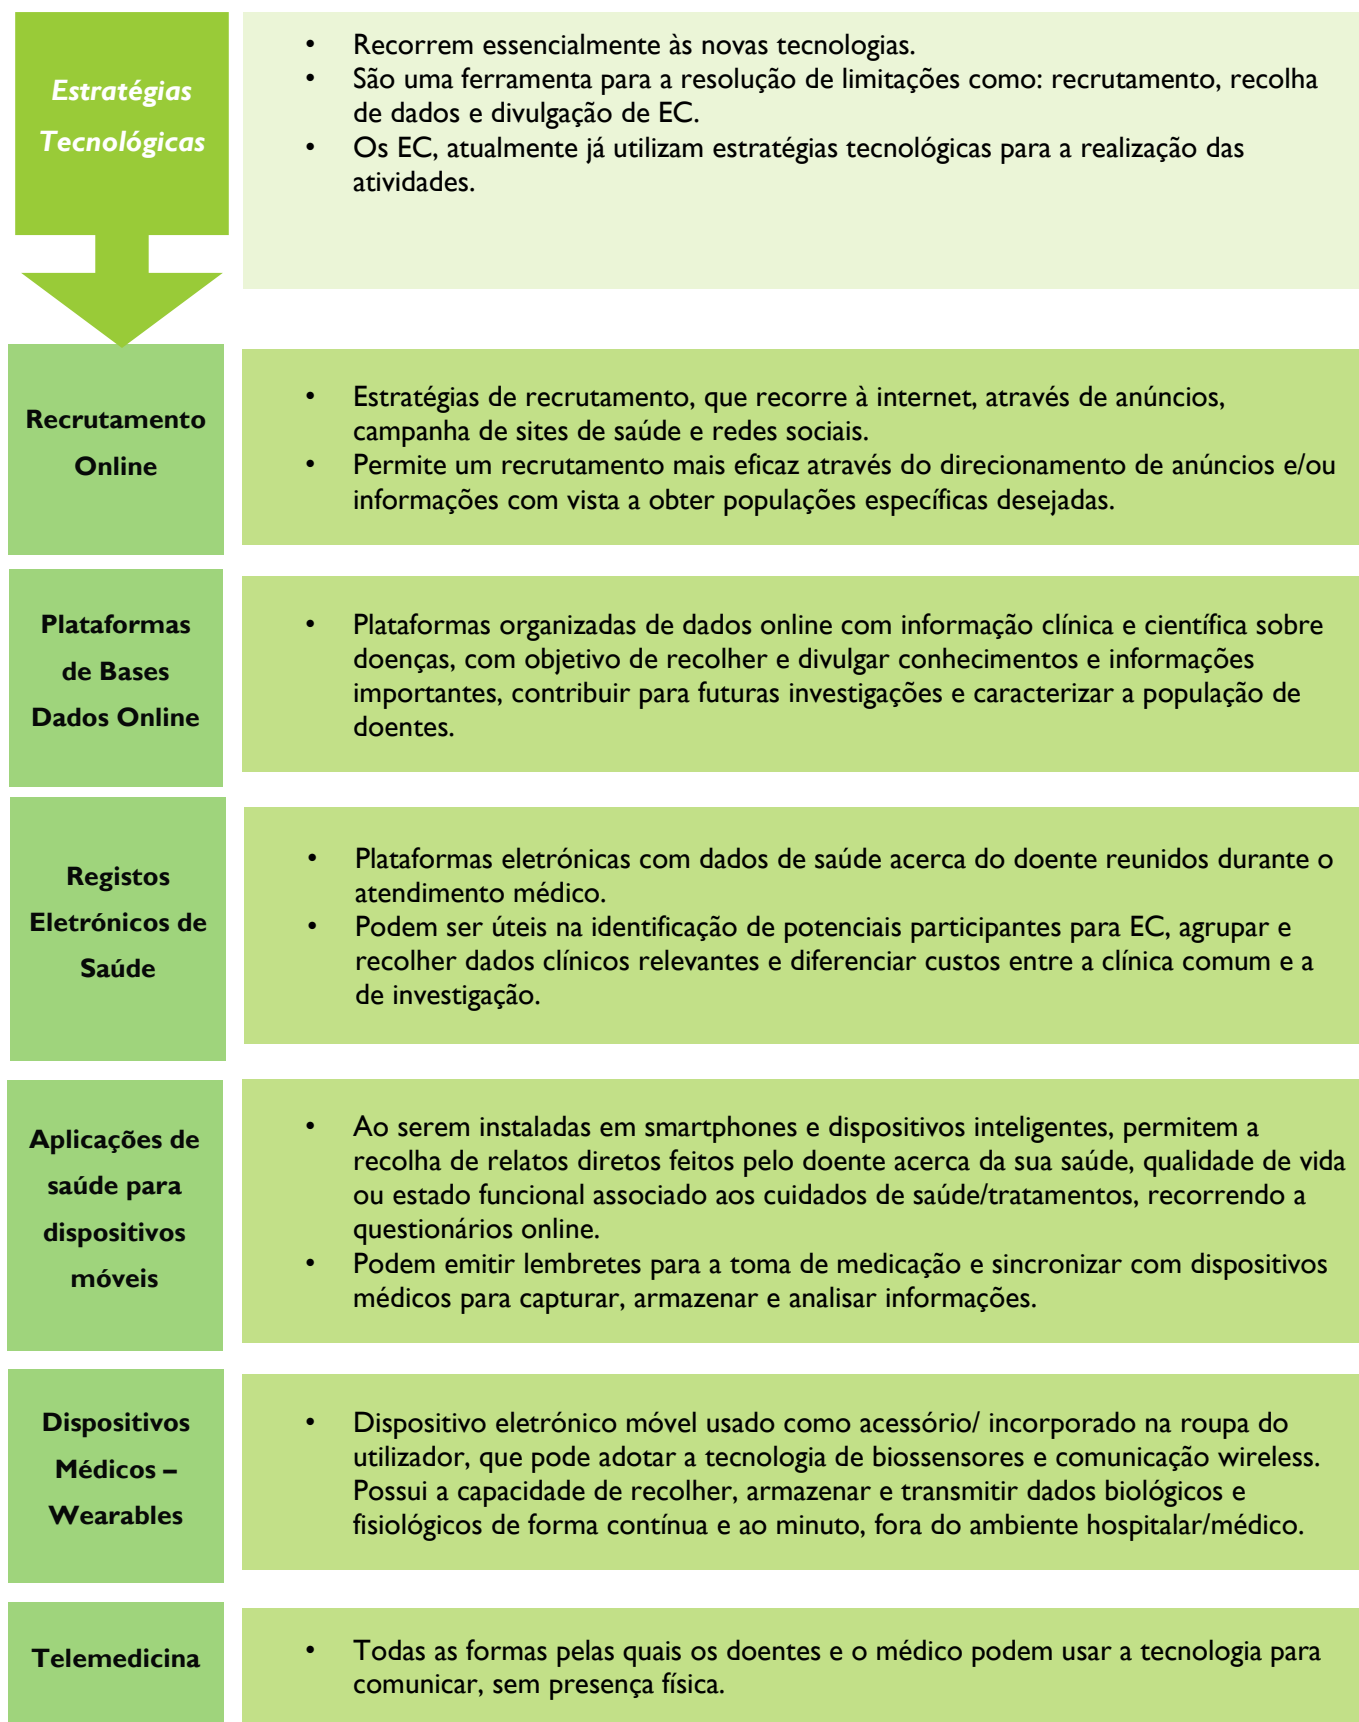 Estratégias
Tecnológicas
• Recorrem essencialmente às novas tecnologias.
• São uma ferramenta para a resolução de limitações como: recrutamento, recolha
de dados e divulgação de EC.
• Os EC, atualmente já utilizam estratégias tecnológicas para a realização das
atividades.
Recrutamento
Online
• Estratégias de recrutamento, que recorre à internet, através de anúncios,
campanha de sites de saúde e redes sociais.
• Permite um recrutamento mais eficaz através do direcionamento de anúncios e/ou
informações com vista a obter populações específicas desejadas.
Plataformas
de Bases
Dados Online
• Plataformas organizadas de dados online com informação clínica e científica sobre
doenças, com objetivo de recolher e divulgar conhecimentos e informações
importantes, contribuir para futuras investigações e caracterizar a população de
doentes.
Registos
Eletrónicos de
Saúde
• Plataformas eletrónicas com dados de saúde acerca do doente reunidos durante o
atendimento médico.
• Podem ser úteis na identificação de potenciais participantes para EC, agrupar e
recolher dados clínicos relevantes e diferenciar custos entre a clínica comum e a
de investigação.
Aplicações de
saúde para
dispositivos
móveis
• Ao serem instaladas em smartphones e dispositivos inteligentes, permitem a
recolha de relatos diretos feitos pelo doente acerca da sua saúde, qualidade de vida
ou estado funcional associado aos cuidados de saúde/tratamentos, recorrendo a
questionários online.
• Podem emitir lembretes para a toma de medicação e sincronizar com dispositivos
médicos para capturar, armazenar e analisar informações.
Dispositivos
Médicos –
Wearables
• Dispositivo eletrónico móvel usado como acessório/ incorporado na roupa do
utilizador, que pode adotar a tecnologia de biossensores e comunicação wireless.
Possui a capacidade de recolher, armazenar e transmitir dados biológicos e
fisiológicos de forma contínua e ao minuto, fora do ambiente hospitalar/médico.
Telemedicina
• Todas as formas pelas quais os doentes e o médico podem usar a tecnologia para
comunicar, sem presença física.